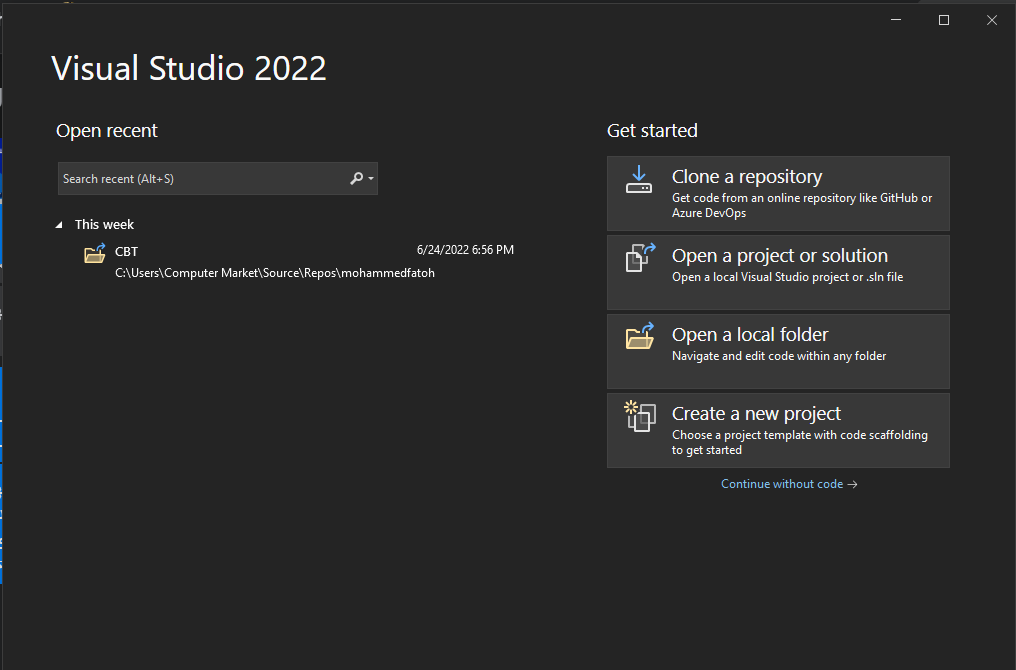 Visual Studio 2022
Open recent
Search recent (Alt+S)
This week
CBT 6/24/2022 6:56 PM
C:\Users\Computer Market\Source\Repos\mohammedfatoh
Get started
Clone a repository
Get code from an online repository like GitHub or
Azure DevOps
Open a project or solution
Open a local Visual Studio project or .sln file
Open a local folder
Navigate and edit code within any folder
Create a new project
Choose a project template with code scaffolding
to get started
Continue without code →